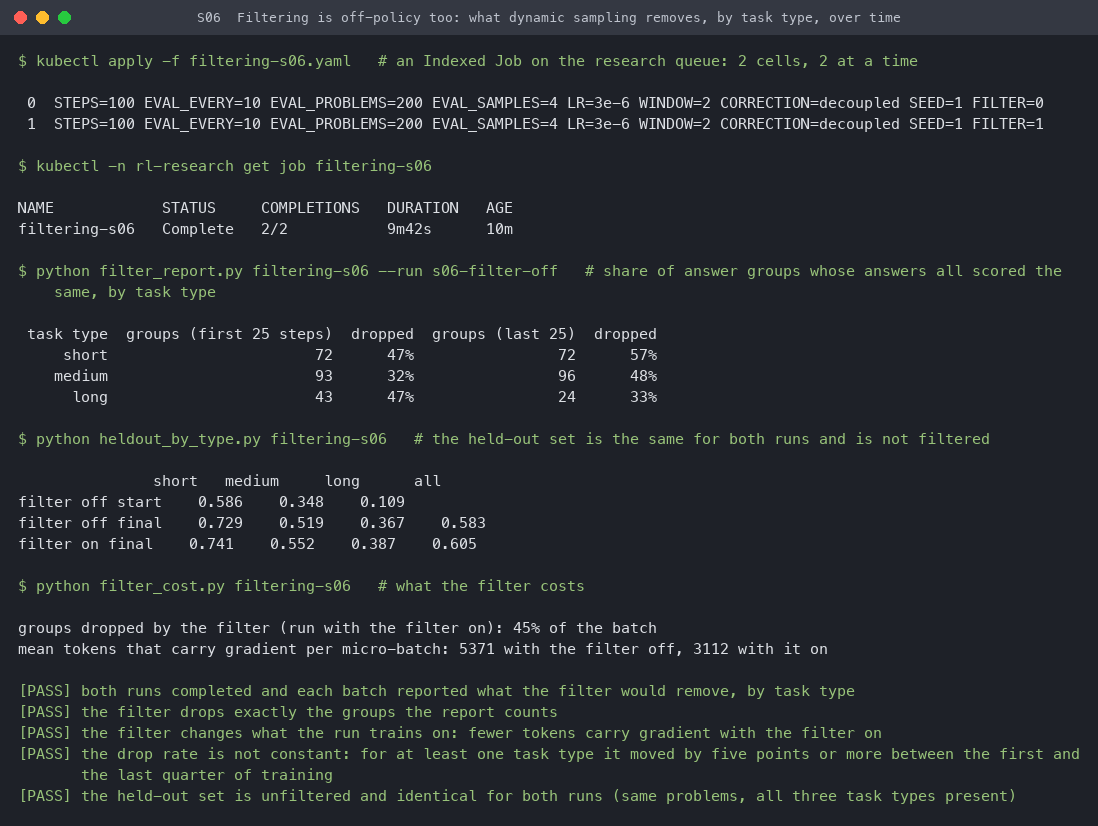 S06 Filtering is off-policy too: what dynamic sampling removes, by task type, over time
$ kubectl apply -f filtering-s06.yaml # an Indexed Job on the research queue: 2 cells, 2 at a time
0 STEPS=100 EVAL_EVERY=10 EVAL_PROBLEMS=200 EVAL_SAMPLES=4 LR=3e-6 WINDOW=2 CORRECTION=decoupled SEED=1 FILTER=0
1 STEPS=100 EVAL_EVERY=10 EVAL_PROBLEMS=200 EVAL_SAMPLES=4 LR=3e-6 WINDOW=2 CORRECTION=decoupled SEED=1 FILTER=1
$ kubectl -n rl-research get job filtering-s06
NAME STATUS COMPLETIONS DURATION AGE
filtering-s06 Complete 2/2 9m42s 10m
$ python filter_report.py filtering-s06 --run s06-filter-off # share of answer groups whose answers all scored the
same, by task type
task type groups (first 25 steps) dropped groups (last 25) dropped
short 72 47% 72 57%
medium 93 32% 96 48%
long 43 47% 24 33%
$ python heldout_by_type.py filtering-s06 # the held-out set is the same for both runs and is not filtered
short medium long all
filter off start 0.586 0.348 0.109
filter off final 0.729 0.519 0.367 0.583
filter on final 0.741 0.552 0.387 0.605
$ python filter_cost.py filtering-s06 # what the filter costs
groups dropped by the filter (run with the filter on): 45% of the batch
mean tokens that carry gradient per micro-batch: 5371 with the filter off, 3112 with it on
[PASS] both runs completed and each batch reported what the filter would remove, by task type
[PASS] the filter drops exactly the groups the report counts
[PASS] the filter changes what the run trains on: fewer tokens carry gradient with the filter on
[PASS] the drop rate is not constant: for at least one task type it moved by five points or more between the first and
the last quarter of training
[PASS] the held-out set is unfiltered and identical for both runs (same problems, all three task types present)